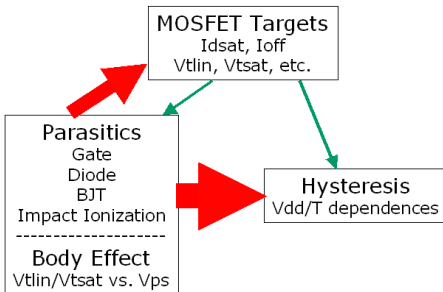 MOSFET Targets
Idsat, Ioff
Vtlin, Vtsat, etc.
Parasitics
Gate
Diode
BJT
Impact Ionization
--------------------
Body Effect
Vtlin/Vtsat vs. Vps
Hysteresis
Vdd/T dependences